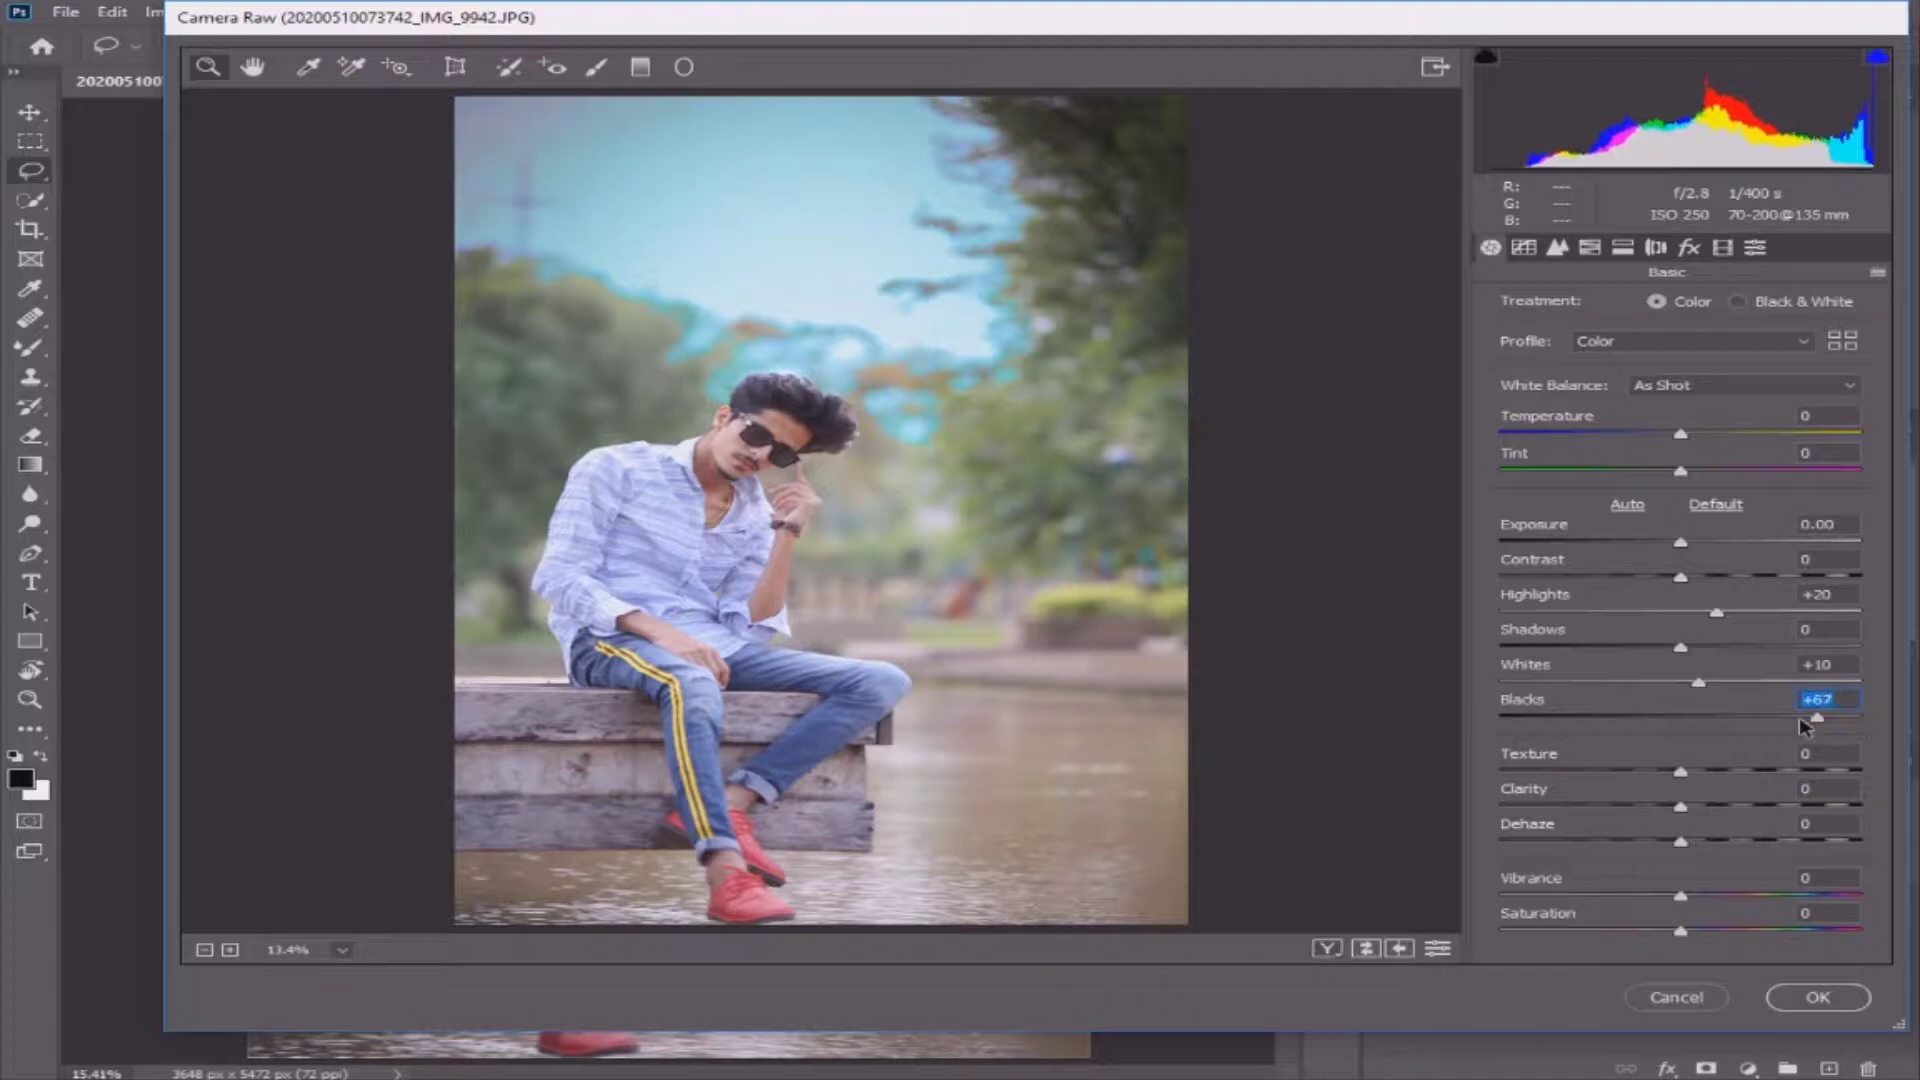 Ps File Edit Im
Camera Raw (20200510073742_IMG_9942.JPG)
20200510
R: ---
G: ---
B: ---
f/2.8 1/400 s
ISO 250 70-200@135 mm
fx
Basic
Treatment: Color Black & White
Profile: Color
White Balance: As Shot
Temperature 0
Tint 0
Auto Default
Exposure 0.00
Contrast 0
Highlights +20
Shadows 0
Whites +10
Blacks +67
Texture 0
Clarity 0
Dehaze 0
Vibrance 0
Saturation 0
13.4%
Y
Cancel OK
15.41% 3648 px x 5472 px (72 ppi)
fx